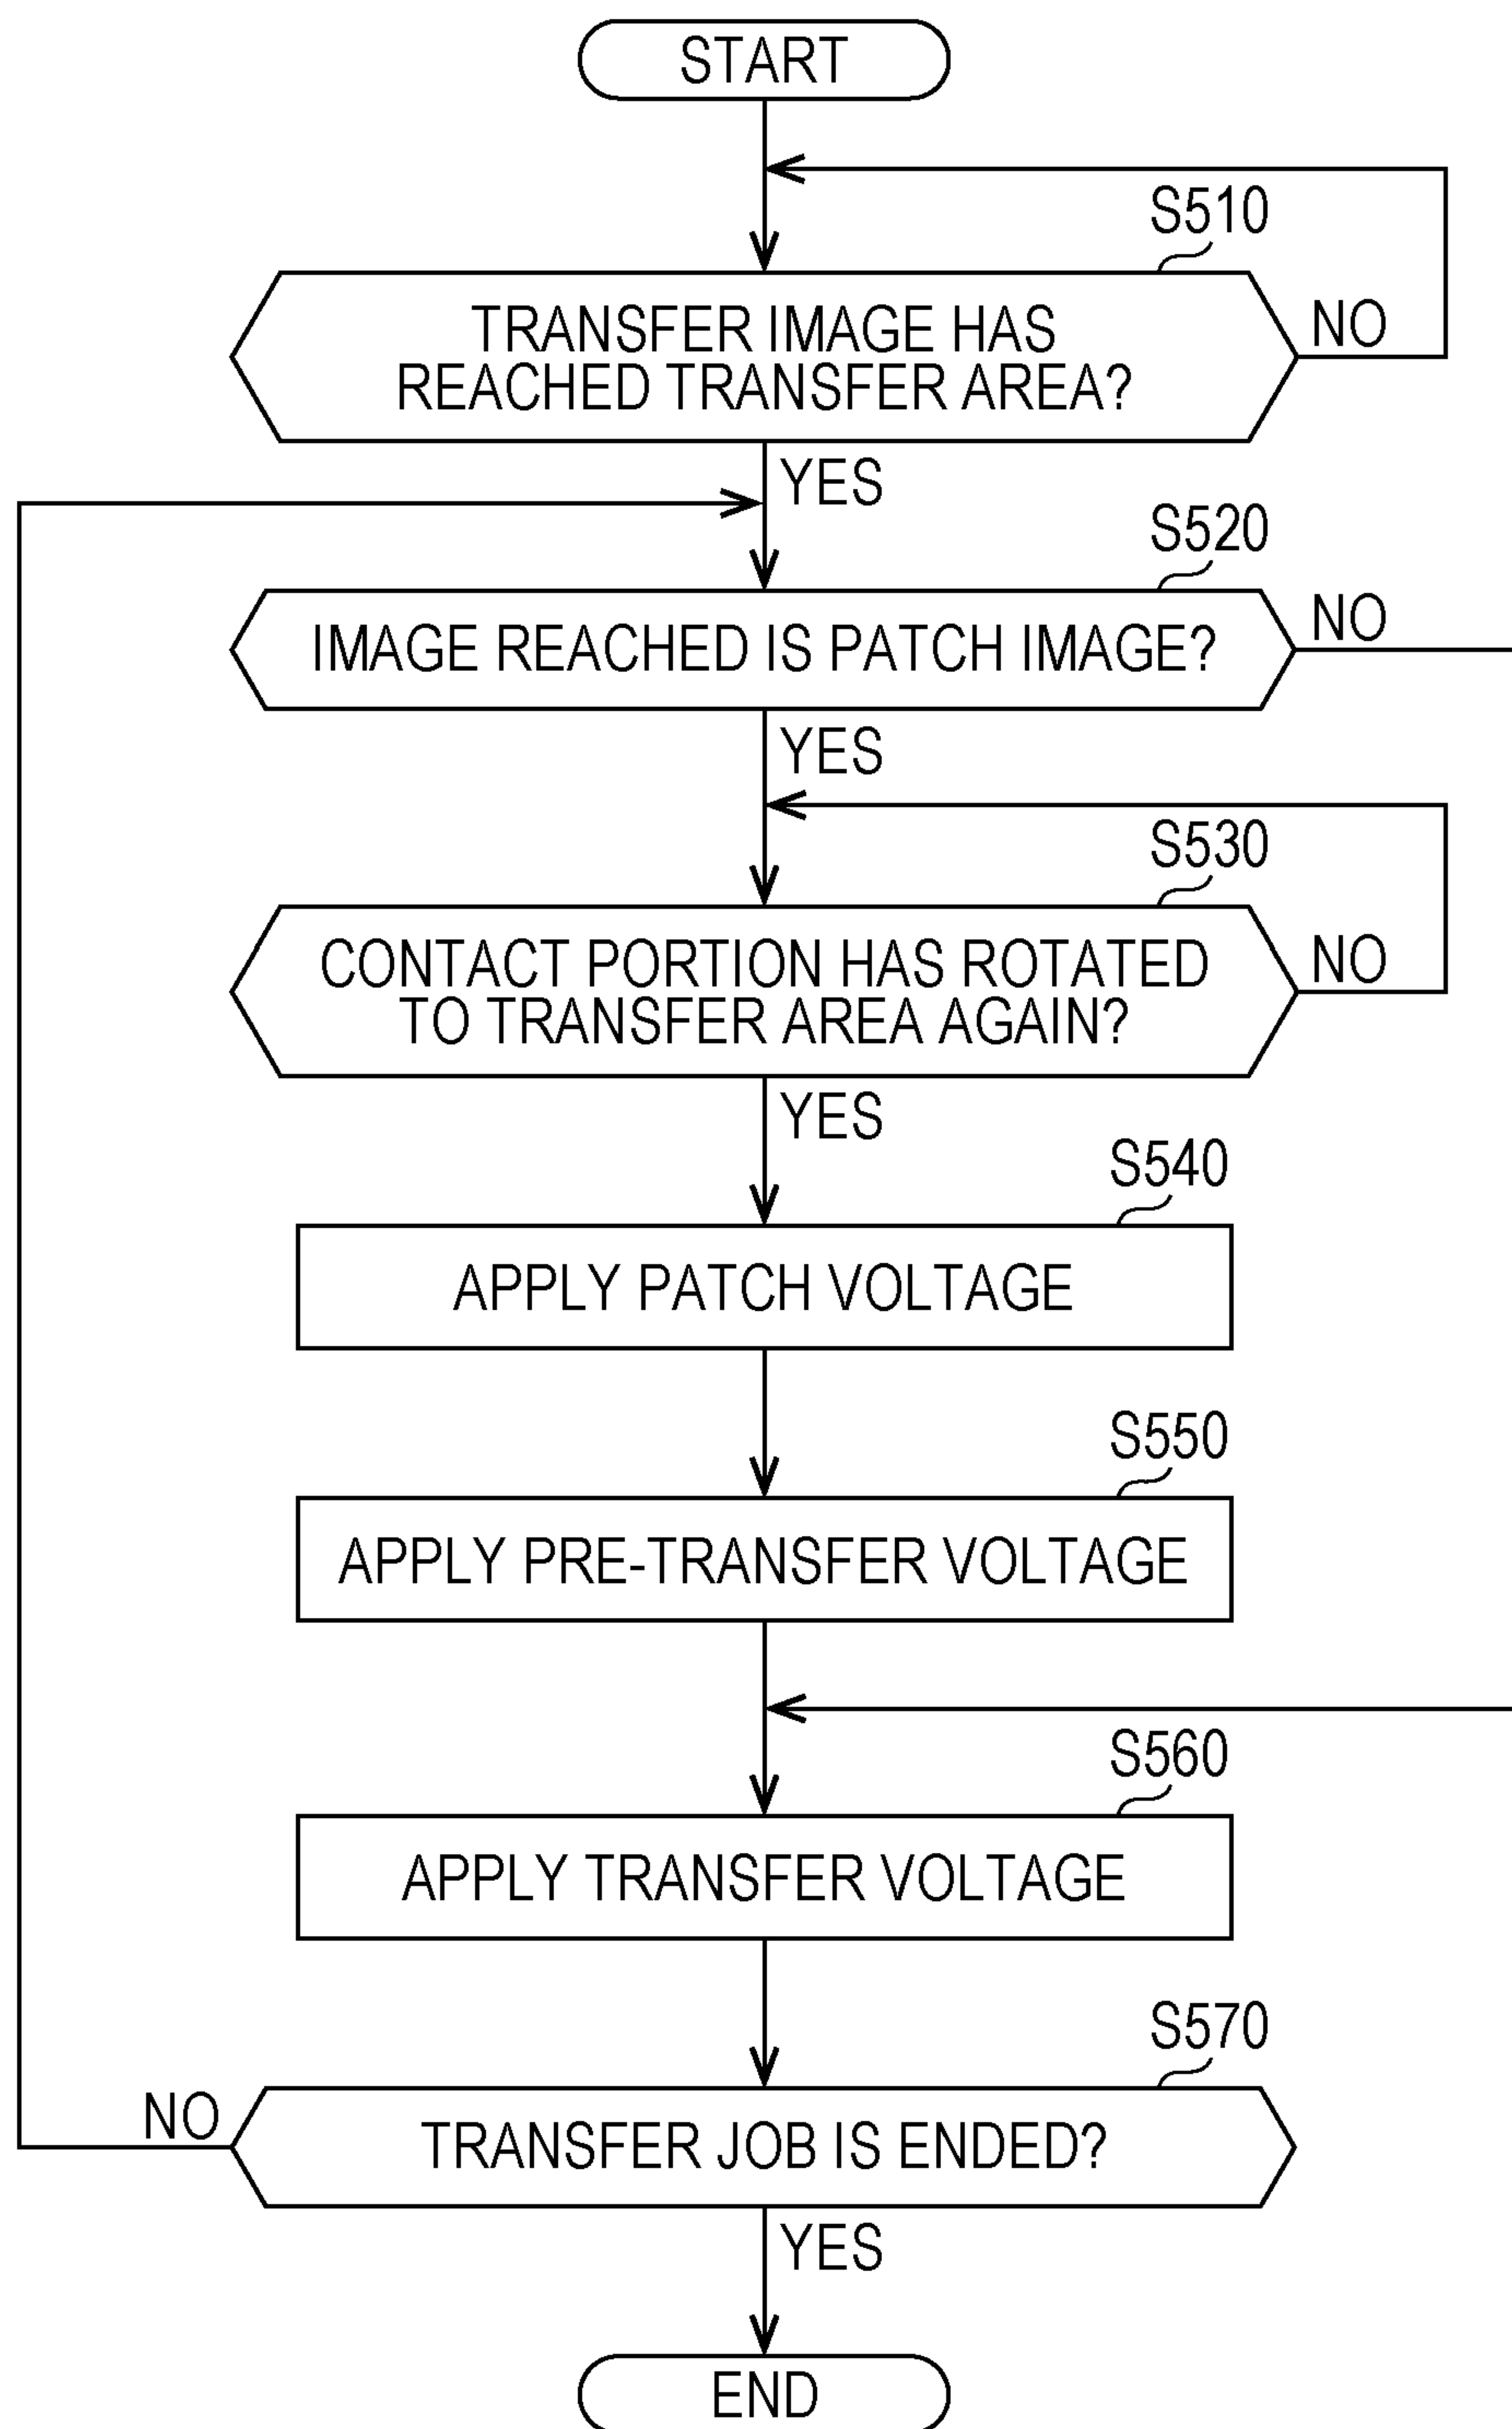 START
S510
TRANSFER IMAGE HAS
REACHED TRANSFER AREA?
NO
YES
S520
IMAGE REACHED IS PATCH IMAGE?
NO
YES
S530
CONTACT PORTION HAS ROTATED
TO TRANSFER AREA AGAIN?
NO
YES
S540
APPLY PATCH VOLTAGE
S550
APPLY PRE-TRANSFER VOLTAGE
S560
APPLY TRANSFER VOLTAGE
S570
NO
TRANSFER JOB IS ENDED?
YES
END